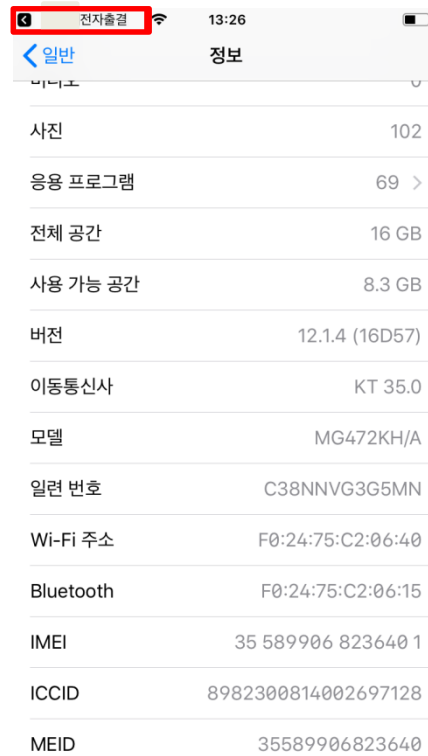 전자출결 13:26
일반 정보
비디오 0
사진 102
응용 프로그램 69
전체 공간 16 GB
사용 가능 공간 8.3 GB
버전 12.1.4 (16D57)
이동통신사 KT 35.0
모델 MG472KH/A
일련 번호 C38NNVG3G5MN
Wi-Fi 주소 F0:24:75:C2:06:40
Bluetooth F0:24:75:C2:06:15
IMEI 35 589906 823640 1
ICCID 8982300814002697128
MEID 35589906823640